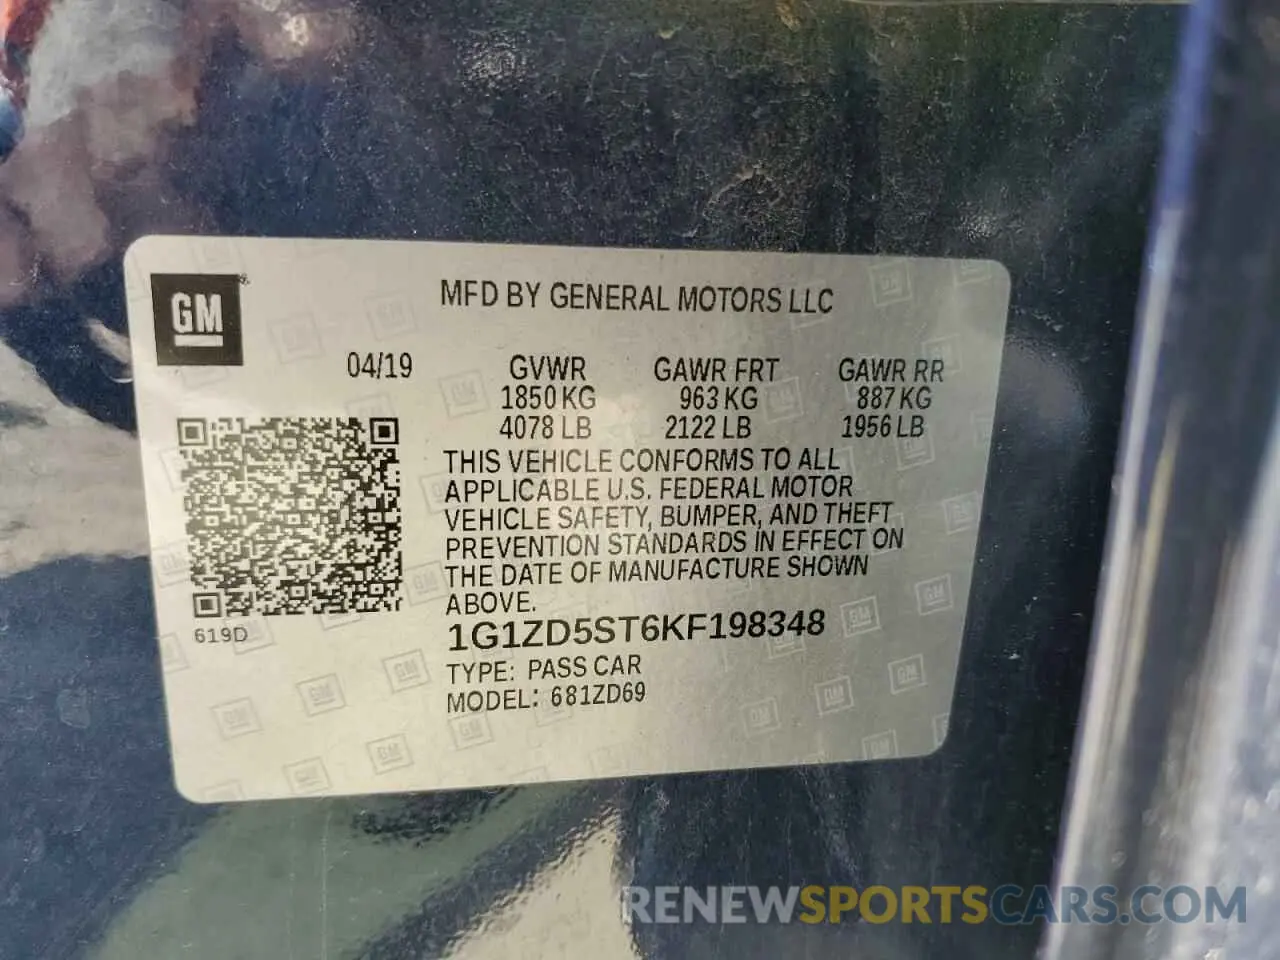 GM
MFD BY GENERAL MOTORS LLC
04/19 GVWR GAWR FRT GAWR RR
1850 KG 963 KG 887 KG
4078 LB 2122 LB 1956 LB
THIS VEHICLE CONFORMS TO ALL
APPLICABLE U.S. FEDERAL MOTOR
VEHICLE SAFETY, BUMPER, AND THEFT
PREVENTION STANDARDS IN EFFECT ON
THE DATE OF MANUFACTURE SHOWN
ABOVE.
619D
1G1ZD5ST6KF198348
TYPE: PASS CAR
MODEL: 681ZD69
RENEWSPORTSCARS.COM